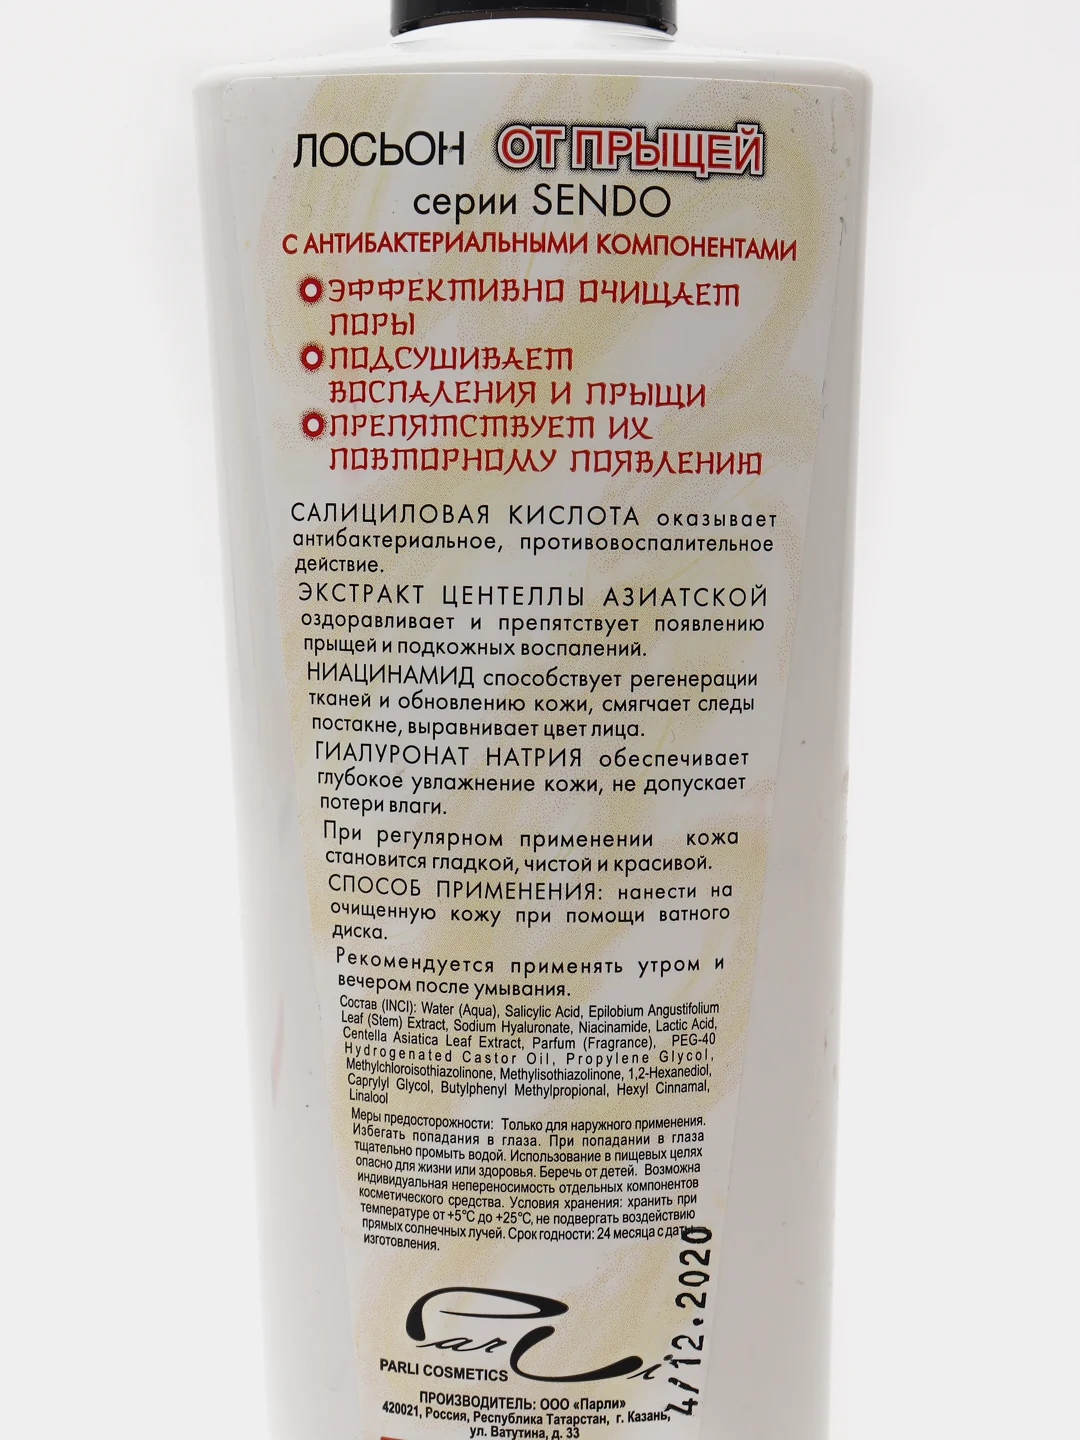 ЛОСЬОН ОТ ПРЫЩЕЙ
серии SENDO
С АНТИБАКТЕРИАЛЬНЫМИ КОМПОНЕНТАМИ
ЭФФЕКТИВНО ОЧИЩАЕТ
ПОРЫ
ПОДСУШИВАЕТ
ВОСПАЛЕНИЯ И ПРЫЩИ
ПРЕПЯТСТВУЕТ ИХ
ПОВТОРНОМУ ПОЯВЛЕНИЮ
САЛИЦИЛОВАЯ КИСЛОТА оказывает
антибактериальное, противовоспалительное
действие.
ЭКСТРАКТ ЦЕНТЕЛЛЫ АЗИАТСКОЙ
оздоравливает и препятствует появлению
прыщей и подкожных воспалений.
НИАЦИНАМИД способствует регенерации
тканей и обновлению кожи, смягчает следы
постакне, выравнивает цвет лица.
ГИАЛУРОНАТ НАТРИЯ обеспечивает
глубокое увлажнение кожи, не допускает
потери влаги.
При регулярном применении кожа
становится гладкой, чистой и красивой.
СПОСОБ ПРИМЕНЕНИЯ: нанести на
очищенную кожу при помощи ватного
диска.
Рекомендуется применять утром и
вечером после умывания.
Состав (INCI): Water (Aqua), Salicylic Acid, Epilobium Angustifolium
Leaf (Stem) Extract, Sodium Hyaluronate, Niacinamide, Lactic Acid,
Centella Asiatica Leaf Extract, Parfum (Fragrance), PEG-40
Hydrogenated Castor Oil, Propylene Glycol,
Methylchloroisothiazolinone, Methylisothiazolinone, 1,2-Hexanediol,
Caprylyl Glycol, Butylphenyl Methylpropional, Hexyl Cinnamal,
Linalool
Меры предосторожности: Только для наружного применения.
Избегать попадания в глаза. При попадании в глаза
тщательно промыть водой. Использование в пищевых целях
опасно для жизни или здоровья. Беречь от детей. Возможна
индивидуальная непереносимость отдельных компонентов
косметического средства. Условия хранения: хранить при
температуре от +5°C до +25°C, не подвергать воздействию
прямых солнечных лучей. Срок годности: 24 месяца с даты
изготовления.
4/12.2020
Parli
PARLI COSMETICS
ПРОИЗВОДИТЕЛЬ: ООО «Парли»
420021, Россия, Республика Татарстан, г. Казань,
ул. Ватутина, д. 33